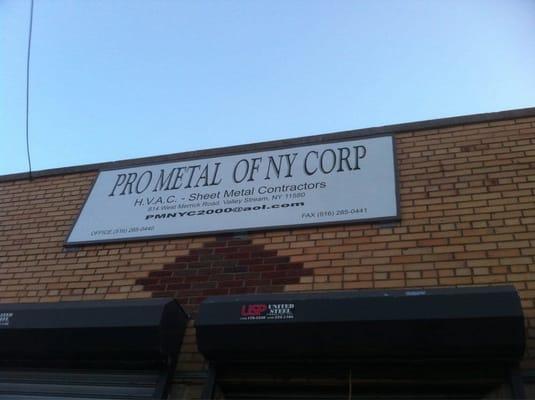 PRO METAL OF NY CORP
H.V.A.C. - Sheet Metal Contractors
814 West Merrick Road, Valley Stream, NY 11580
PMNYC2000@aol.com
OFFICE (516) 285-0440
FAX (516) 285-0441
USP UNITED
STEEL